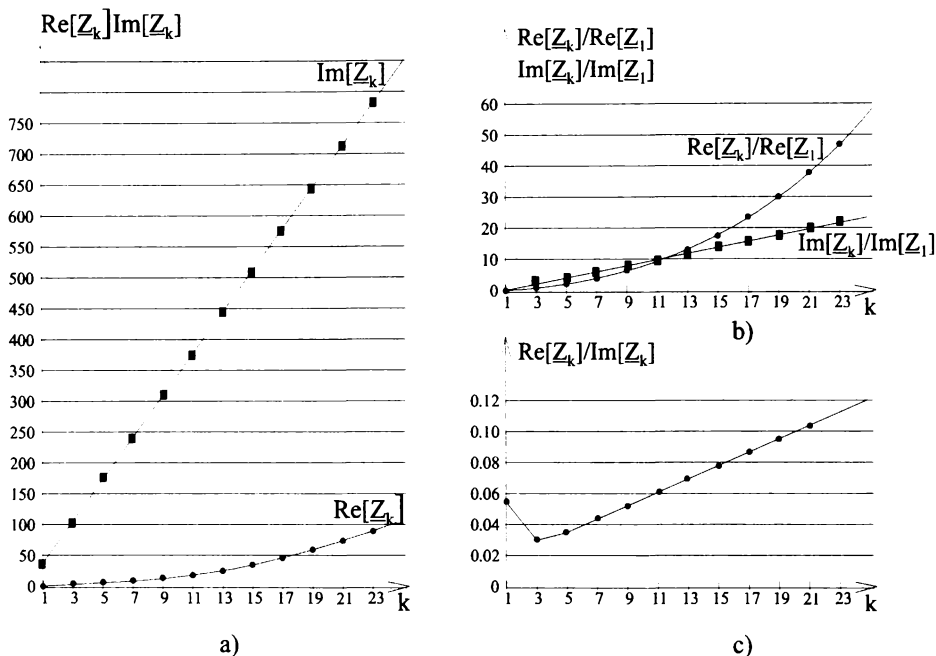 Re[Z_k]Im[Z_k]
Im[Z_k]
750
700
650
600
550
500
450
400
350
300
250
200
150
100
50
0
Re[Z_k]
1 3 5 7 9 11 13 15 17 19 21 23 k
a)
Re[Z_k]/Re[Z_1]
Im[Z_k]/Im[Z_1]
60
50
40
30
20
10
0
Re[Z_k]/Re[Z_1]
Im[Z_k]/Im[Z_1]
1 3 5 7 9 11 13 15 17 19 21 23 k
b)
Re[Z_k]/Im[Z_k]
0.12
0.10
0.08
0.06
0.04
0.02
0
1 3 5 7 9 11 13 15 17 19 21 23 k
c)